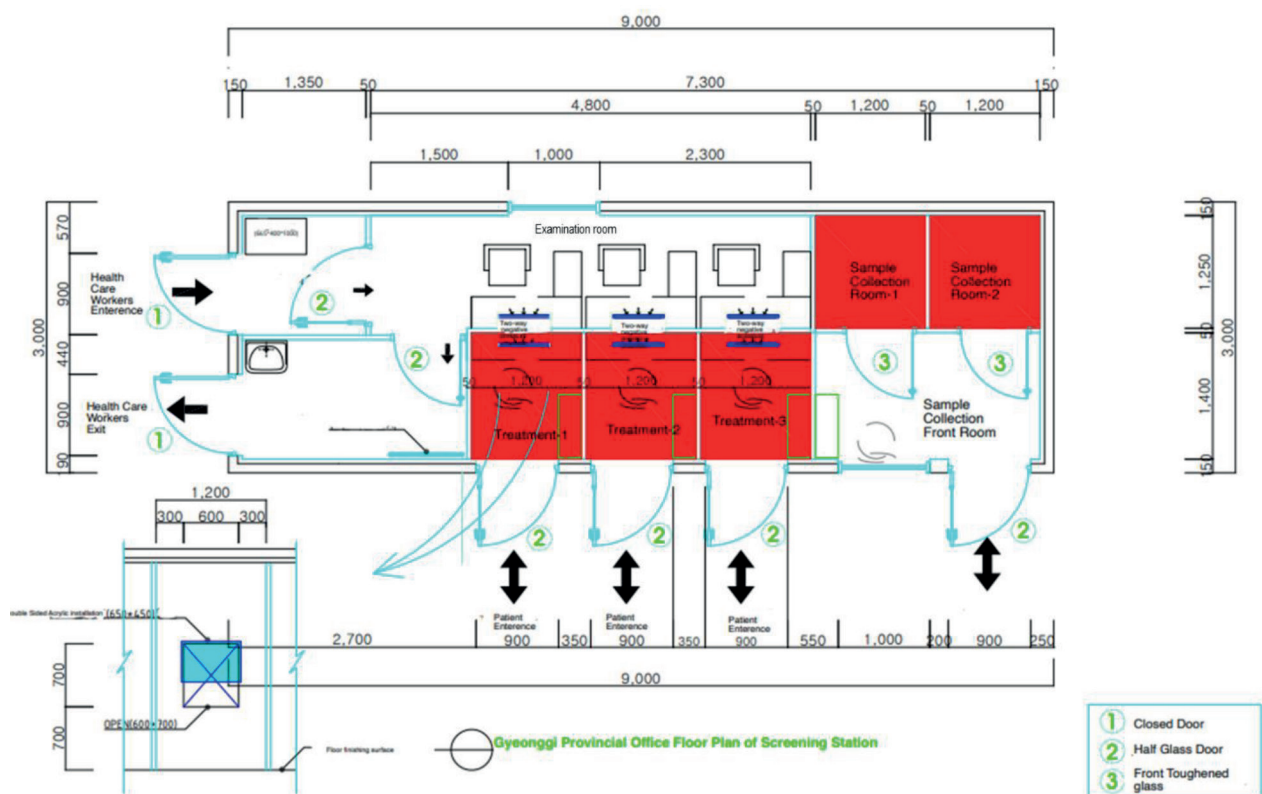 9,000
150
1,350
50
7,300
150
4,800
50
1,200
50
1,200
1,500
1,000
2,300
3,000
570
900
440
900
190
Health
Care
Workers
Enterence
1
2
Examination room
Sample
Collection
Room-1
Sample
Collection
Room-2
150
1,250
50
1,400
150
3,000
Two-way
negative
Two-way
negative
Two-way
negative
2
3
3
50
1,200
50
1,200
50
1,200
Health Care
Workers
Exit
1
Treatment-1
Treatment-2
Treatment-3
Sample
Collection
Front Room
2
2
2
2
1,200
300
600
300
Patient
Enterence
Patient
Enterence
Patient
Enterence
Double Sided Acrylic installation (650*450)
2,700
900
350
900
350
900
550
1,000
200
900
250
9,000
700
700
OPEN(600*700)
Floor finishing surface
Gyeonggi Provincial Office Floor Plan of Screening Station
1 Closed Door
2 Half Glass Door
3 Front Toughened
glass